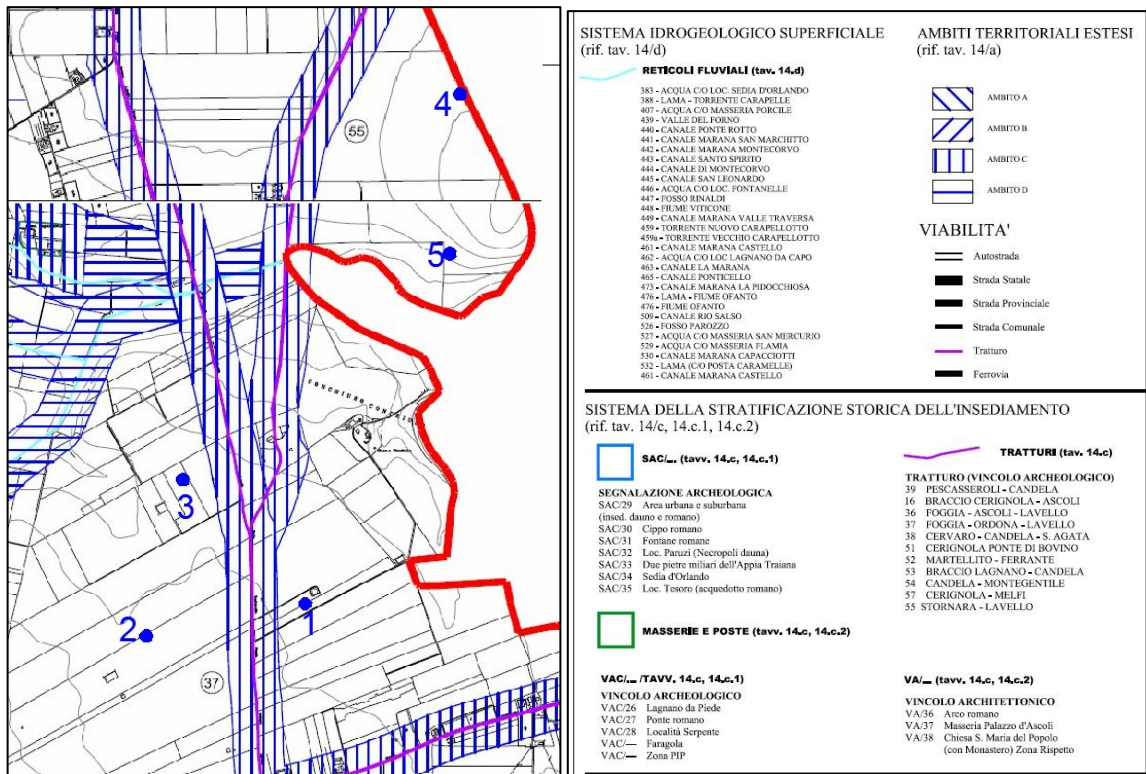 4
55
5
3
1
2
37
SISTEMA IDROGEOLOGICO SUPERFICIALE
(rif. tav. 14/d)
RETICOLI FLUVIALI (tav. 14.d)
383 - ACQUA C/O LOC. SEDIA D'ORLANDO
388 - LAMA - TORRENTE CARAPELLE
407 - ACQUA C/O MASSERIA PORCILE
439 - VALLE DEL FORNO
440 - CANALE PONTE ROTTO
441 - CANALE MARANA SAN MARCHITTO
442 - CANALE MARANA MONTECORVO
443 - CANALE SANTO SPIRITO
444 - CANALE DI MONTECORVO
445 - CANALE SAN LEONARDO
446 - ACQUA C/O LOC. FONTANELLE
447 - FOSSO RINALDI
448 - FIUME VITICONE
449 - CANALE MARANA VALLE TRAVERSA
459 - TORRENTE NUOVO CARAPELLOTTO
459a - TORRENTE VECCHIO CARAPELLOTTO
461 - CANALE MARANA CASTELLO
462 - ACQUA C/O LOC LAGNANO DA CAPO
463 - CANALE LA MARANA
465 - CANALE PONTICELLO
473 - CANALE MARANA LA PIDOCCHIOSA
476 - LAMA - FIUME OFANTO
476 - FIUME OFANTO
509 - CANALE RIO SALSO
526 - FOSSO PAROZZO
527 - ACQUA C/O MASSERIA SAN MERCURIO
529 - ACQUA C/O MASSERIA FLAMIA
530 - CANALE MARANA CAPACCIOTTI
532 - LAMA (C/O POSTA CARAMELLE)
461 - CANALE MARANA CASTELLO
AMBITI TERRITORIALI ESTESI
(rif. tav. 14/a)
AMBITO A
AMBITO B
AMBITO C
AMBITO D
VIABILITA'
Autostrada
Strada Statale
Strada Provinciale
Strada Comunale
Tratturo
Ferrovia
SISTEMA DELLA STRATIFICAZIONE STORICA DELL'INSEDIAMENTO
(rif. tav. 14/c, 14.c.1, 14.c.2)
SAC/... (tavv. 14.c, 14.c.1)
SEGNALAZIONE ARCHEOLOGICA
SAC/29 Area urbana e suburbana
(insed. dauno e romano)
SAC/30 Cippo romano
SAC/31 Fontane romane
SAC/32 Loc. Paruzi (Necropoli dauna)
SAC/33 Due pietre miliari dell'Appia Traiana
SAC/34 Sedia d'Orlando
SAC/35 Loc. Tesoro (acquedotto romano)
MASSERIE E POSTE (tavv. 14.c, 14.c.2)
VAC/... /TAVV. 14.c, 14.c.1)
VINCOLO ARCHEOLOGICO
VAC/26 Lagnano da Piede
VAC/27 Ponte romano
VAC/28 Località Serpente
VAC/--- Faragola
VAC/--- Zona PIP
TRATTURI (tav. 14.c)
TRATTURO (VINCOLO ARCHEOLOGICO)
39 PESCASSEROLI - CANDELA
16 BRACCIO CERIGNOLA - ASCOLI
36 FOGGIA - ASCOLI - LAVELLO
37 FOGGIA - ORDONA - LAVELLO
38 CERVARO - CANDELA - S. AGATA
51 CERIGNOLA PONTE DI BOVINO
52 MARTELLITO - FERRANTE
53 BRACCIO LAGNANO - CANDELA
54 CANDELA - MONTEGENTILE
57 CERIGNOLA - MELFI
55 STORNARA - LAVELLO
VA/... (tavv. 14.c, 14.c.2)
VINCOLO ARCHITETTONICO
VA/36 Arco romano
VA/37 Masseria Palazzo d'Ascoli
VA/38 Chiesa S. Maria del Popolo
(con Monastero) Zona Rispetto